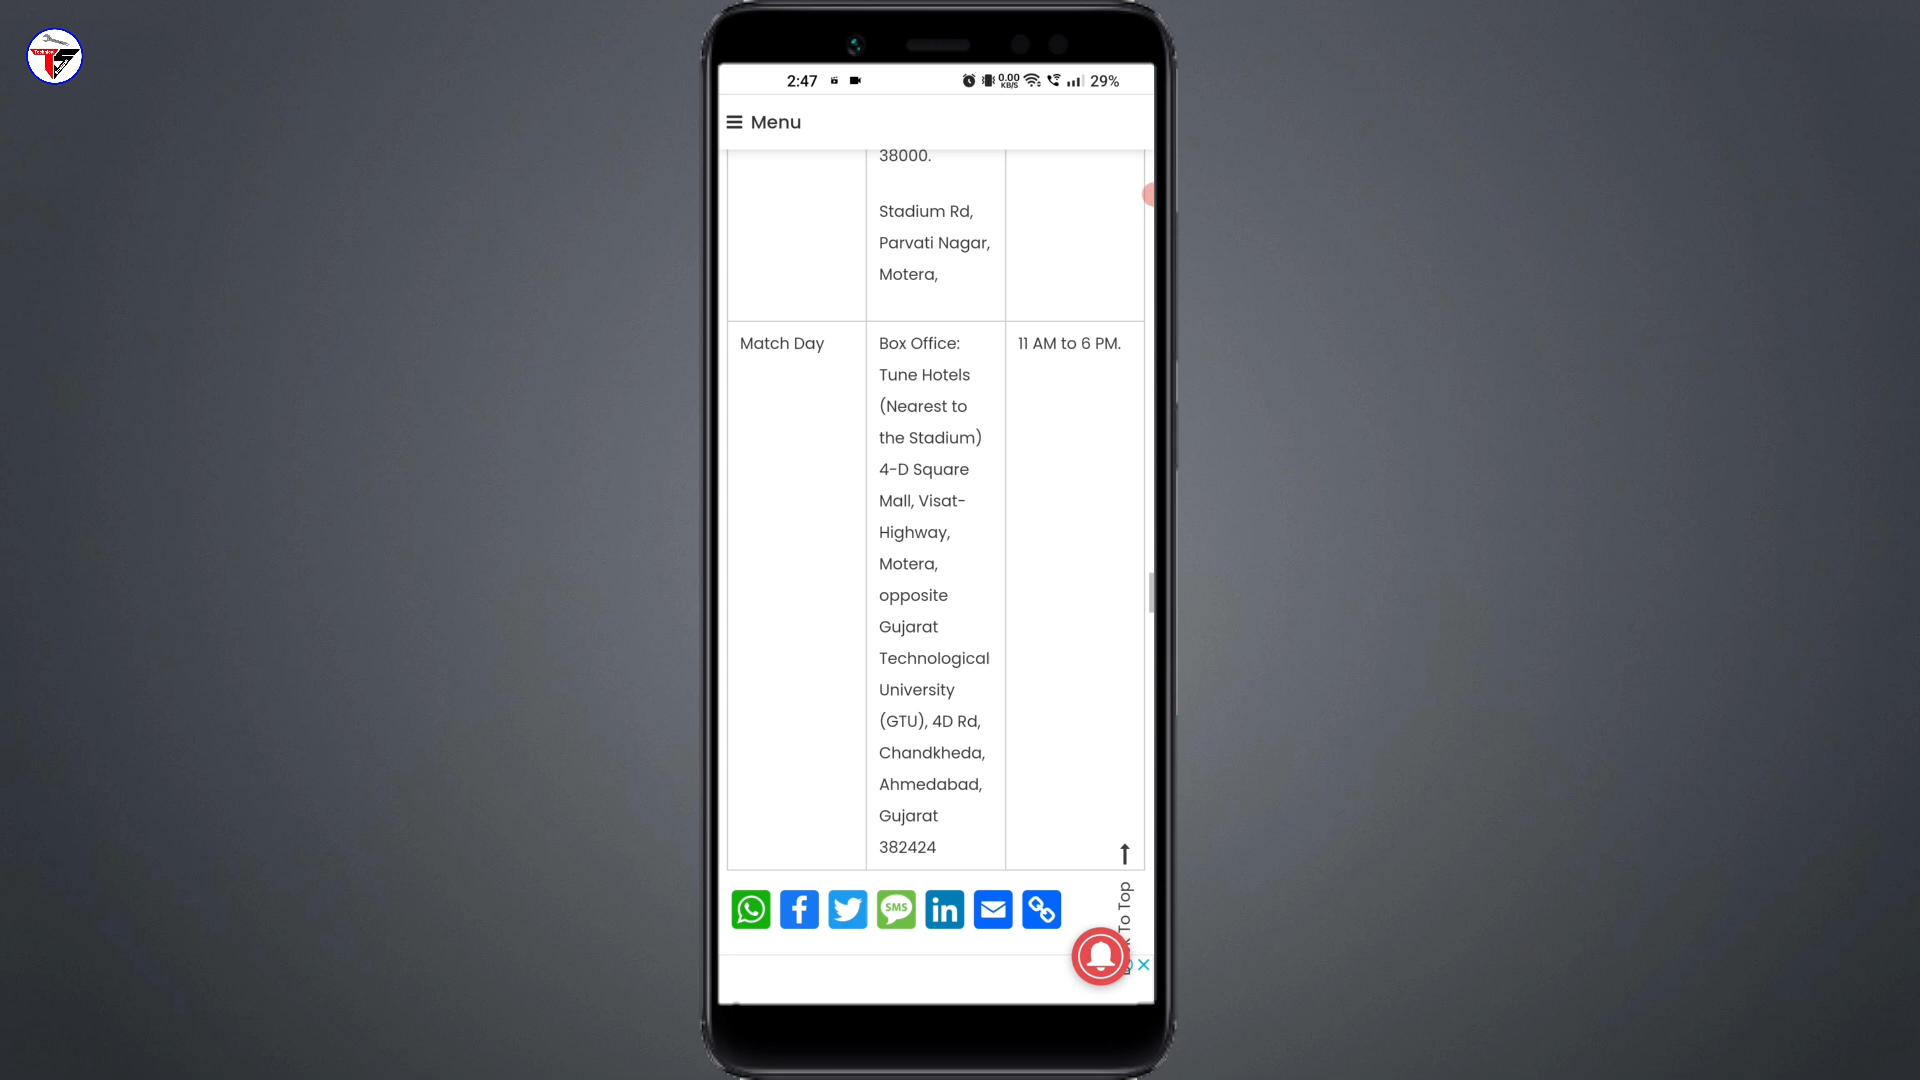 Technical
TS
2:47
0.00
KB/S
29%
Menu
38000.
Stadium Rd,
Parvati Nagar,
Motera,
Match Day
Box Office:
11 AM to 6 PM.
Tune Hotels
(Nearest to
the Stadium)
4-D Square
Mall, Visat-
Highway,
Motera,
opposite
Gujarat
Technological
University
(GTU), 4D Rd,
Chandkheda,
Ahmedabad,
Gujarat
382424
SMS
To Top